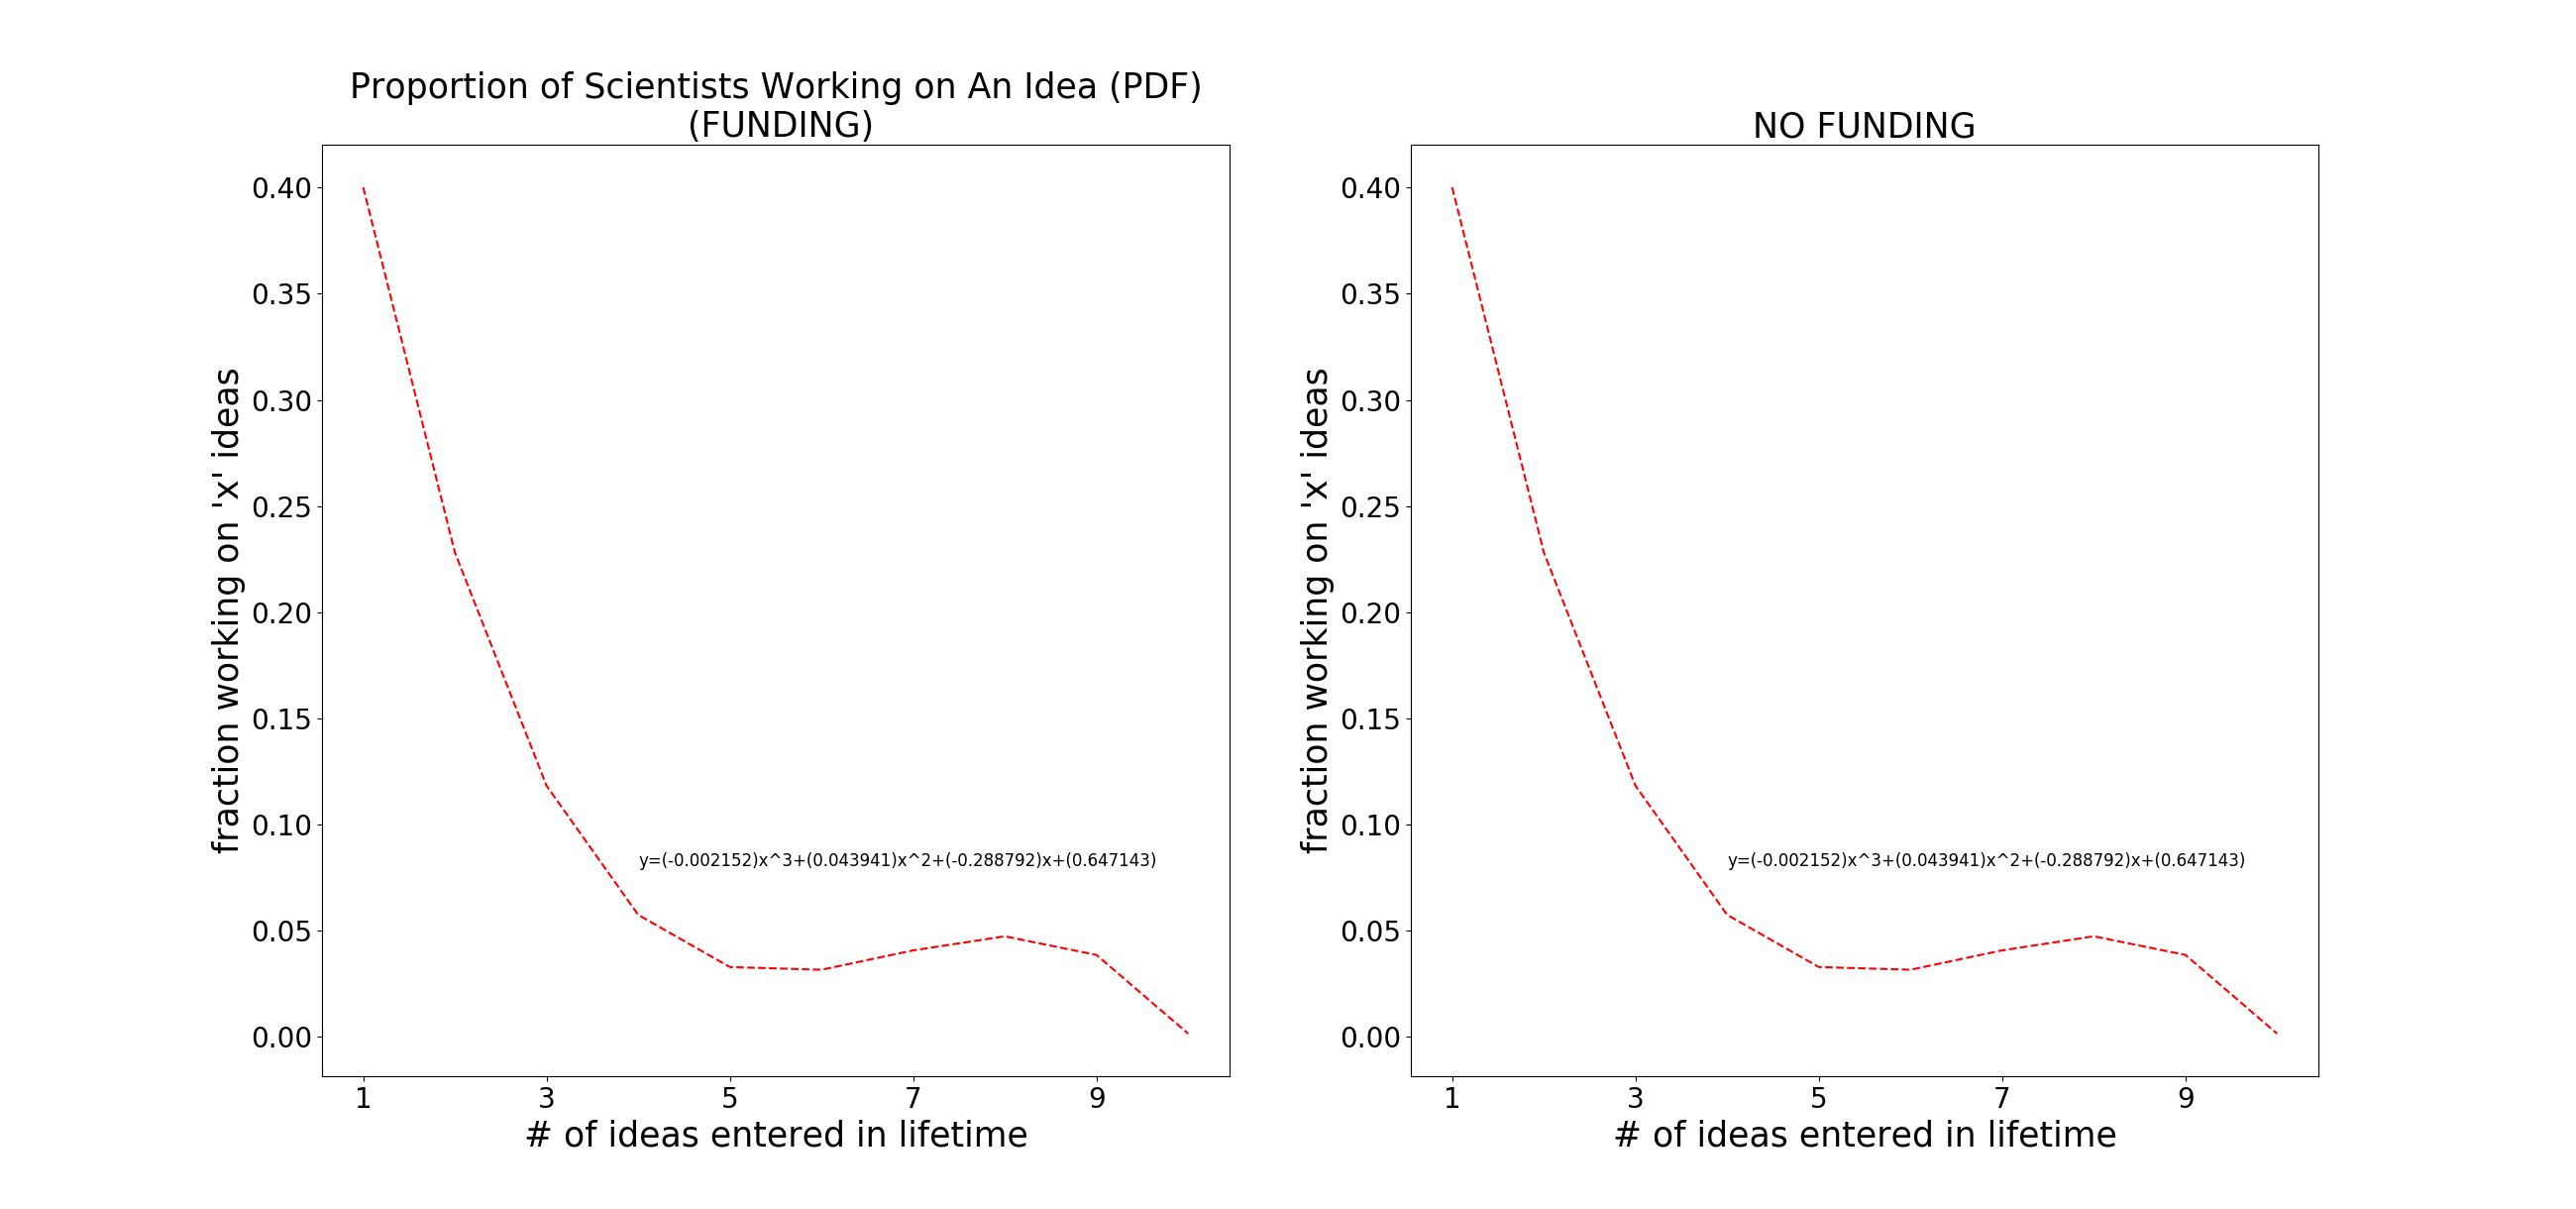 Proportion of Scientists Working on An Idea (PDF)
(FUNDING)
0.40
0.35
0.30
0.25
0.20
0.15
0.10
0.05
0.00
fraction working on 'x' ideas
y=(-0.002152)x^3+(0.043941)x^2+(-0.288792)x+(0.647143)
1 3 5 7 9
# of ideas entered in lifetime
NO FUNDING
0.40
0.35
0.30
0.25
0.20
0.15
0.10
0.05
0.00
fraction working on 'x' ideas
y=(-0.002152)x^3+(0.043941)x^2+(-0.288792)x+(0.647143)
1 3 5 7 9
# of ideas entered in lifetime